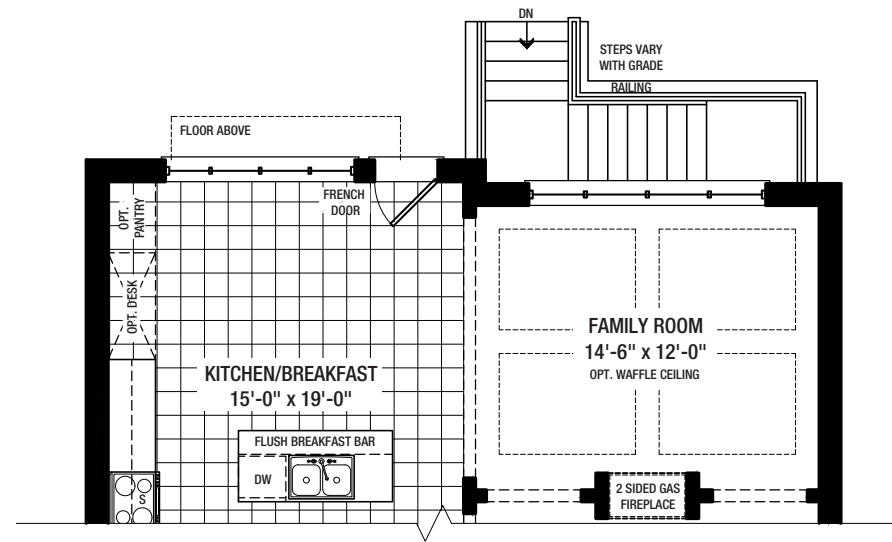 DN
STEPS VARY
WITH GRADE
RAILING
FLOOR ABOVE
FRENCH
DOOR
OPT.
PANTRY
OPT. DESK
FAMILY ROOM
14'-6" x 12'-0"
OPT. WAFFLE CEILING
KITCHEN/BREAKFAST
15'-0" x 19'-0"
FLUSH BREAKFAST BAR
DW
S
2 SIDED GAS
FIREPLACE